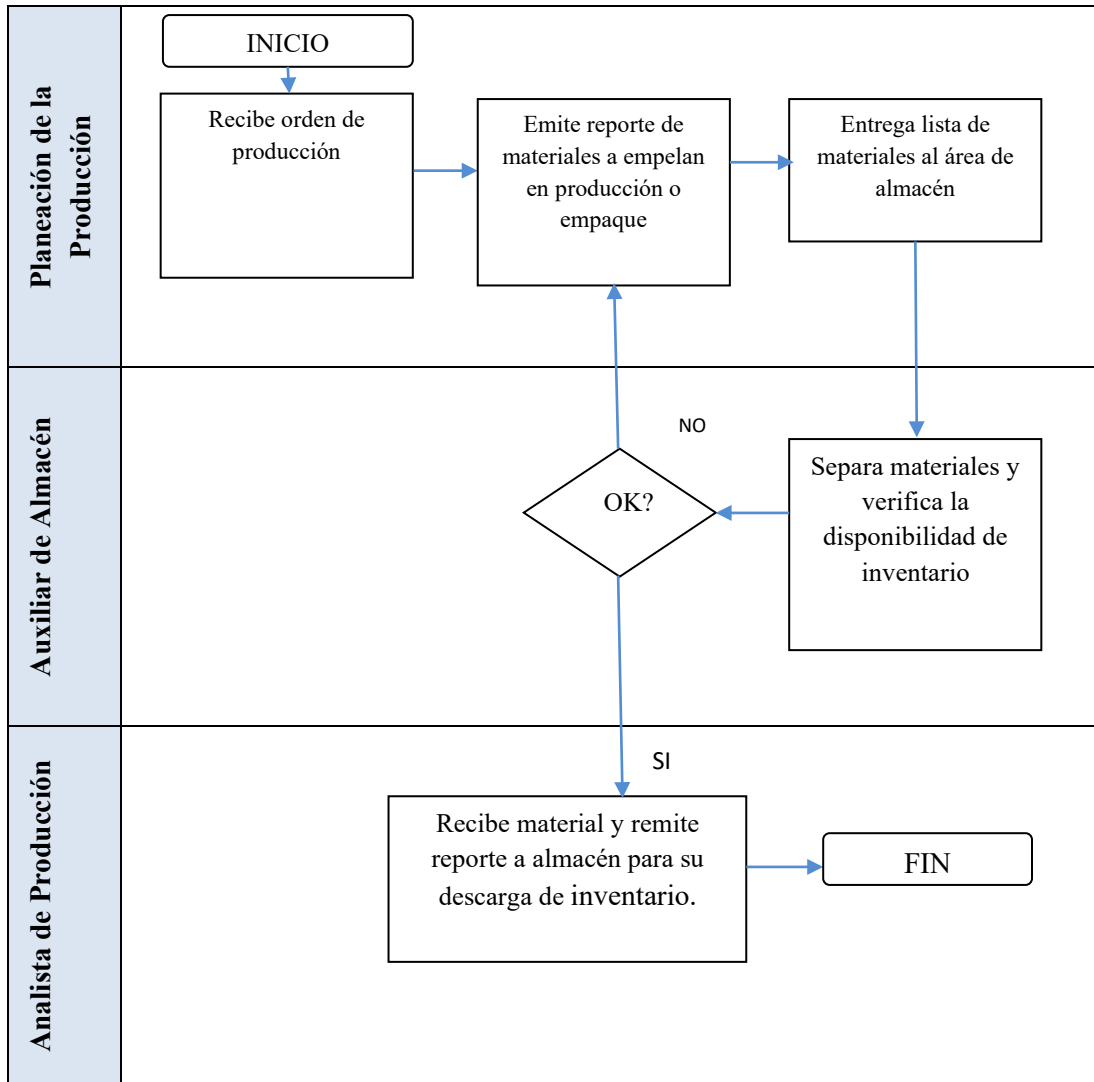 Planeación de la
Producción
INICIO
Recibe orden de
producción
Emite reporte de
materiales a empelan
en producción o
empaque
Entrega lista de
materiales al área de
almacén
Auxiliar de Almacén
NO
OK?
Separa materiales y
verifica la
disponibilidad de
inventario
Analista de Producción
SI
Recibe material y remite
reporte a almacén para su
descarga de inventario.
FIN